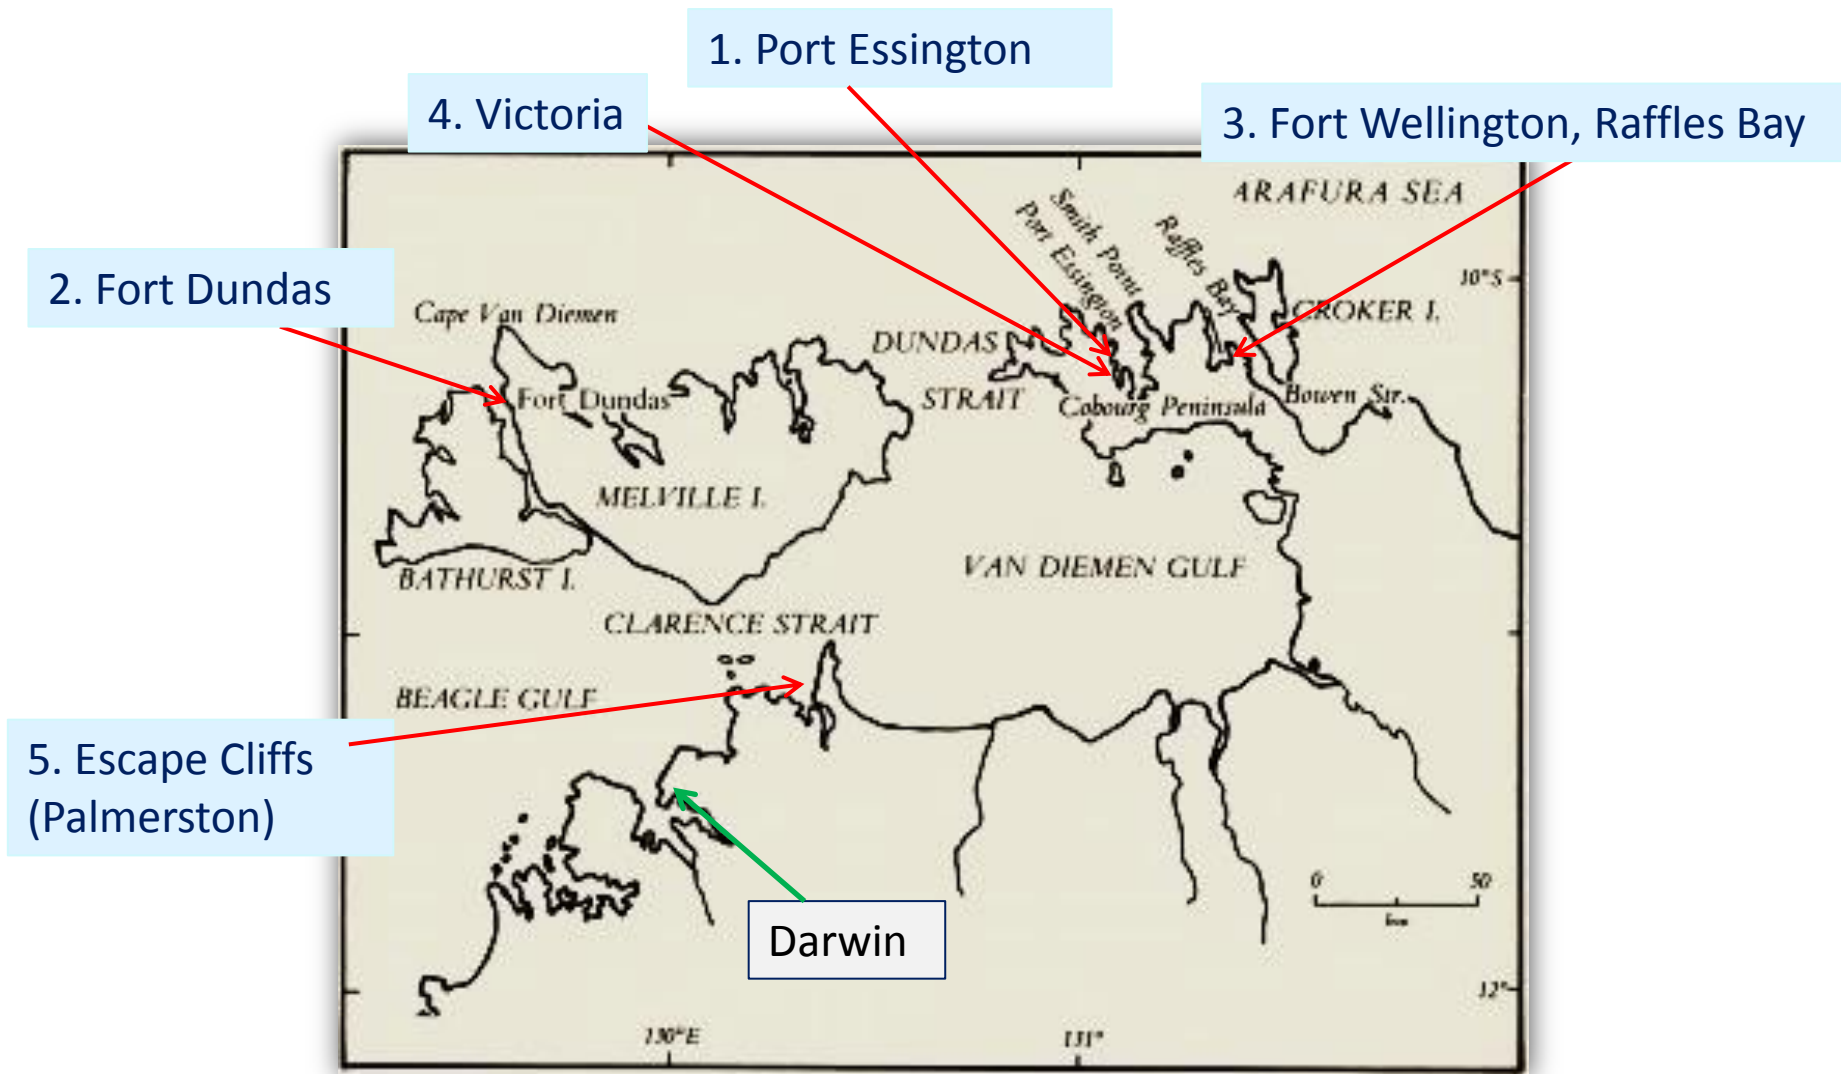 1. Port Essington
4. Victoria
3. Fort Wellington, Raffles Bay
ARAFURA SEA
Smith Point
Port Essington
Raffles Bay
2. Fort Dundas
10°S
Cape Van Diemen
CROKER I.
DUNDAS
STRAIT
Fort Dundas
Cobourg Peninsula
Bowen Str.
MELVILLE I.
VAN DIEMEN GULF
BATHURST I.
CLARENCE STRAIT
BEAGLE GULF
5. Escape Cliffs
(Palmerston)
0
50
km
Darwin
12°
130°E
131°